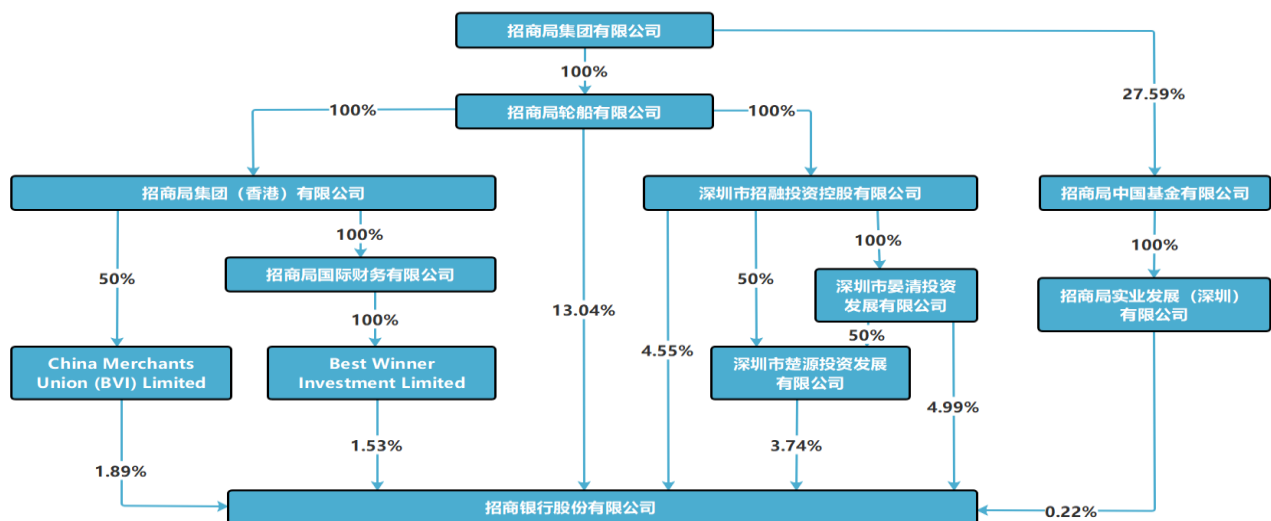 招商局集团有限公司
100%
27.59%
招商局轮船有限公司
100%
100%
招商局集团（香港）有限公司
深圳市招融投资控股有限公司
招商局中国基金有限公司
100%
100%
100%
50%
招商局国际财务有限公司
50%
深圳市晏清投资
发展有限公司
招商局实业发展（深圳）
有限公司
13.04%
100%
50%
4.55%
China Merchants
Union (BVI) Limited
Best Winner
Investment Limited
深圳市楚源投资发展
有限公司
4.99%
1.53%
3.74%
1.89%
招商银行股份有限公司
0.22%